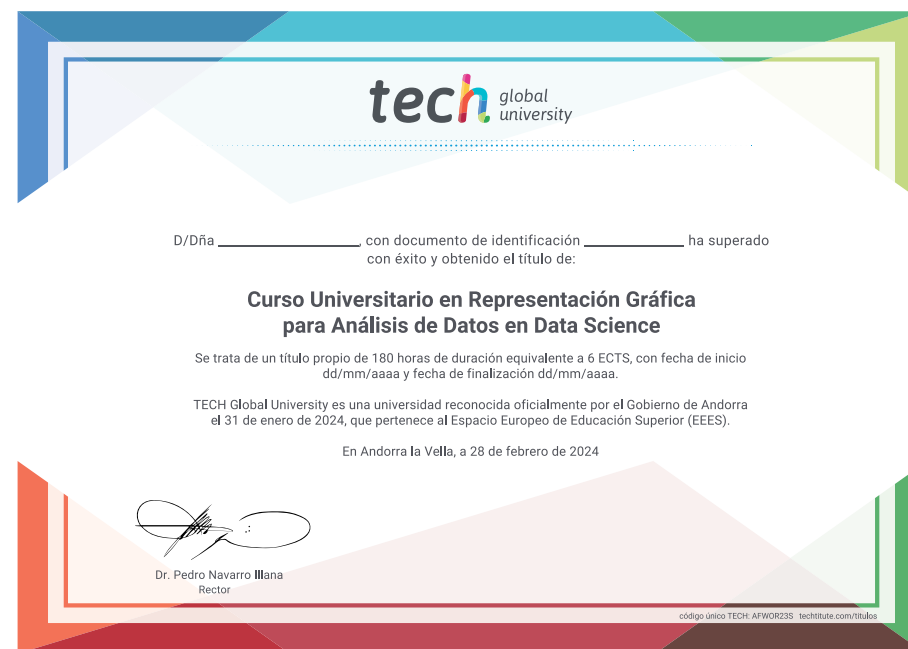 tech global
university
D/Dña ____________________, con documento de identificación ______________ ha superado
con éxito y obtenido el título de:
Curso Universitario en Representación Gráfica
para Análisis de Datos en Data Science
Se trata de un título propio de 180 horas de duración equivalente a 6 ECTS, con fecha de inicio
dd/mm/aaaa y fecha de finalización dd/mm/aaaa.
TECH Global University es una universidad reconocida oficialmente por el Gobierno de Andorra
el 31 de enero de 2024, que pertenece al Espacio Europeo de Educación Superior (EEES).
En Andorra la Vella, a 28 de febrero de 2024
Dr. Pedro Navarro Illana
Rector
código único TECH: AFWOR23S techtitute.com/titulos